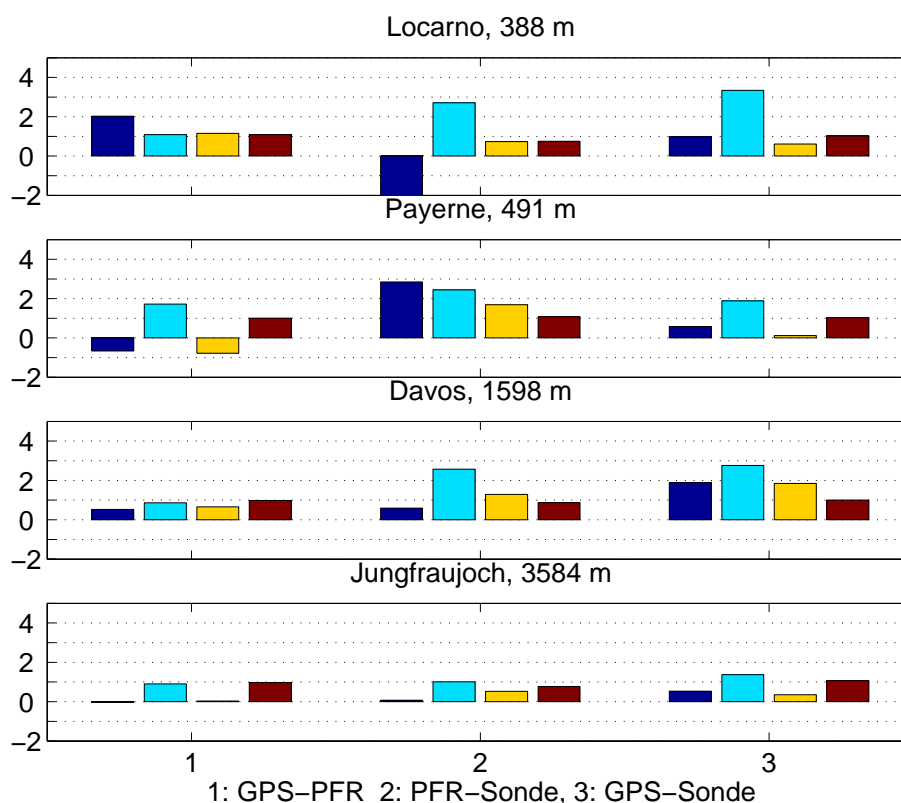 Locarno, 388 m
4
2
0
−2
Payerne, 491 m
4
2
0
−2
Davos, 1598 m
4
2
0
−2
Jungfraujoch, 3584 m
4
2
0
−2
1 2 3
1: GPS−PFR 2: PFR−Sonde, 3: GPS−Sonde